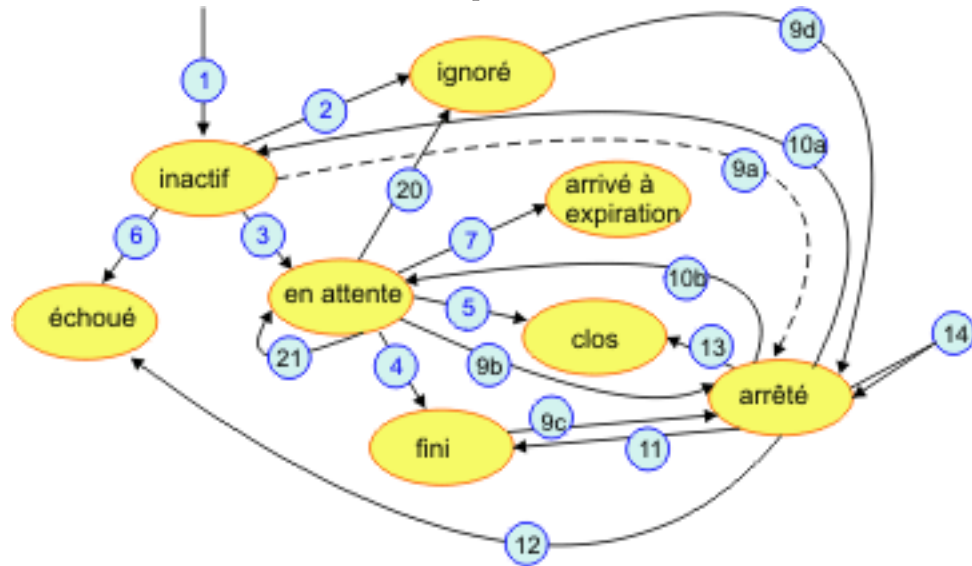 9d
ignoré
1
2
10a
9a
inactif
20
arrivé à
expiration
6
3
7
10b
en attente
5
échoué
14
clos
13
21
4
9b
arrêté
9c
fini
11
12